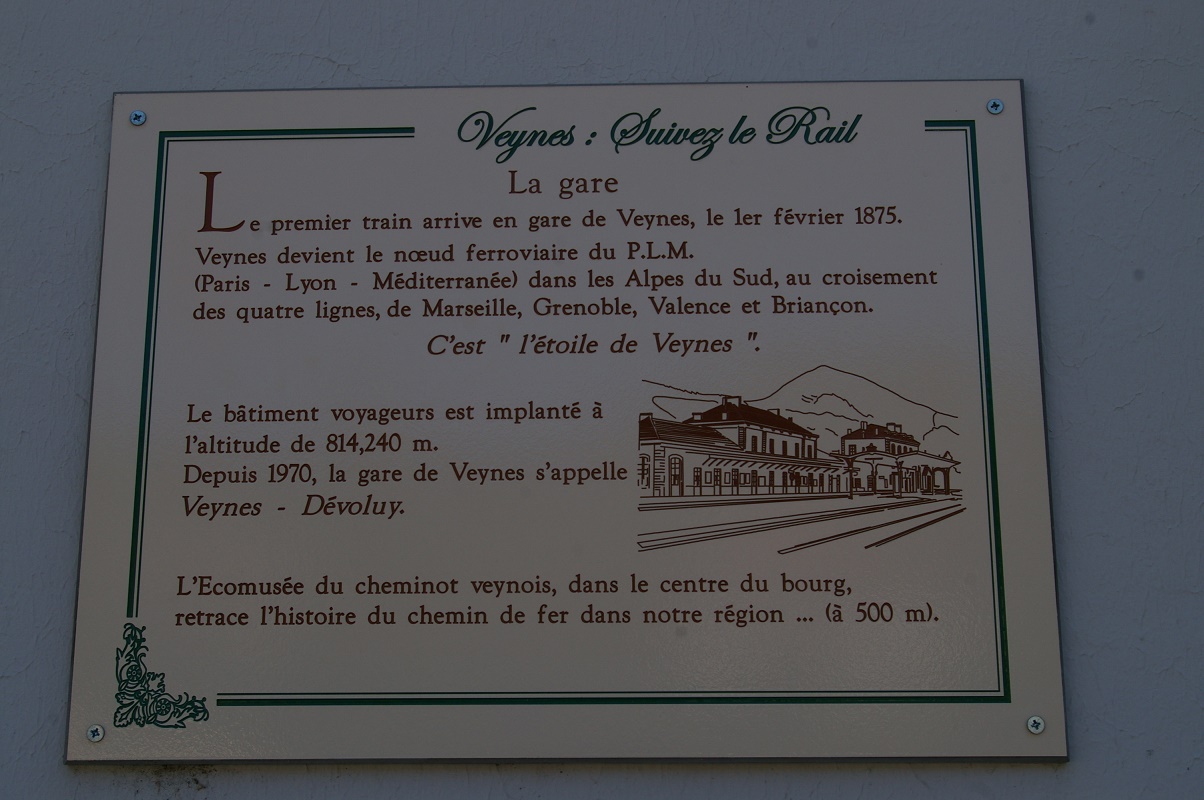 Veynes : Suivez le Rail
La gare
Le premier train arrive en gare de Veynes, le 1er février 1875.
Veynes devient le nœud ferroviaire du P.L.M.
(Paris - Lyon - Méditerranée) dans les Alpes du Sud, au croisement
des quatre lignes, de Marseille, Grenoble, Valence et Briançon.
C'est " l'étoile de Veynes ".
Le bâtiment voyageurs est implanté à
l'altitude de 814,240 m.
Depuis 1970, la gare de Veynes s'appelle
Veynes - Dévoluy.
L'Ecomusée du cheminot veynois, dans le centre du bourg,
retrace l'histoire du chemin de fer dans notre région ... (à 500 m).